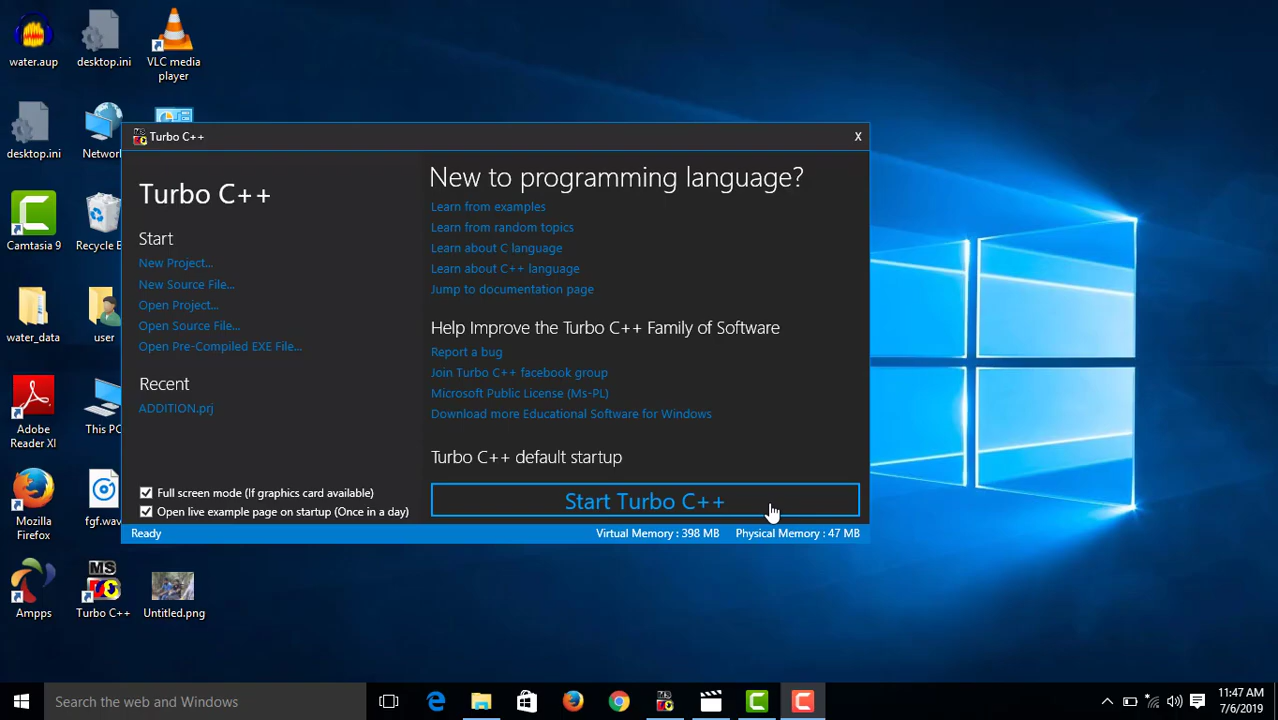 water.aup
desktop.ini
VLC media
player
desktop.ini
Network
Camtasia 9
Recycle B
water_data
user
Adobe
Reader XI
This PC
Mozilla
Firefox
fgf.wav
Ampps
MS
Turbo C++
Untitled.png
Turbo C++
X
Turbo C++
Start
New Project...
New Source File...
Open Project...
Open Source File...
Open Pre-Compiled EXE File...
Recent
ADDITION.prj
Full screen mode (If graphics card available)
Open live example page on startup (Once in a day)
New to programming language?
Learn from examples
Learn from random topics
Learn about C language
Learn about C++ language
Jump to documentation page
Help Improve the Turbo C++ Family of Software
Report a bug
Join Turbo C++ facebook group
Microsoft Public License (Ms-PL)
Download more Educational Software for Windows
Turbo C++ default startup
Start Turbo C++
Ready
Virtual Memory : 398 MB
Physical Memory : 47 MB
Search the web and Windows
11:47 AM
7/6/2019